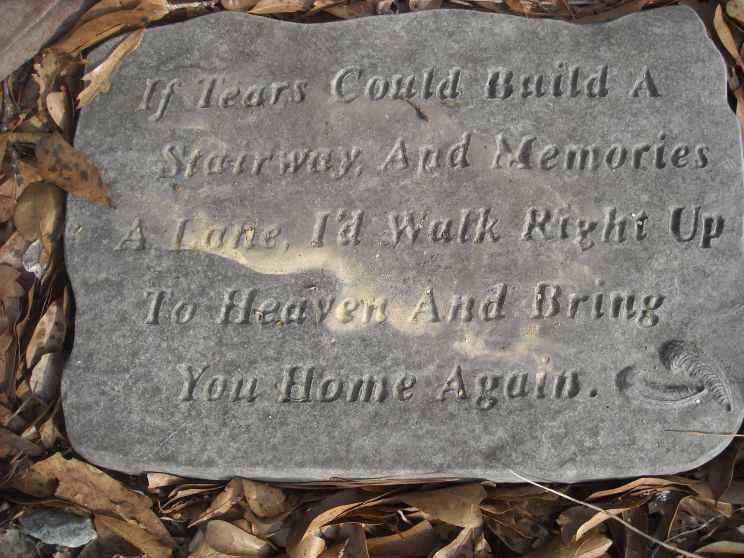 If Tears Could Build A
Stairway, And Memories
A Lane, I'd Walk Right Up
To Heaven And Bring
You Home Again.